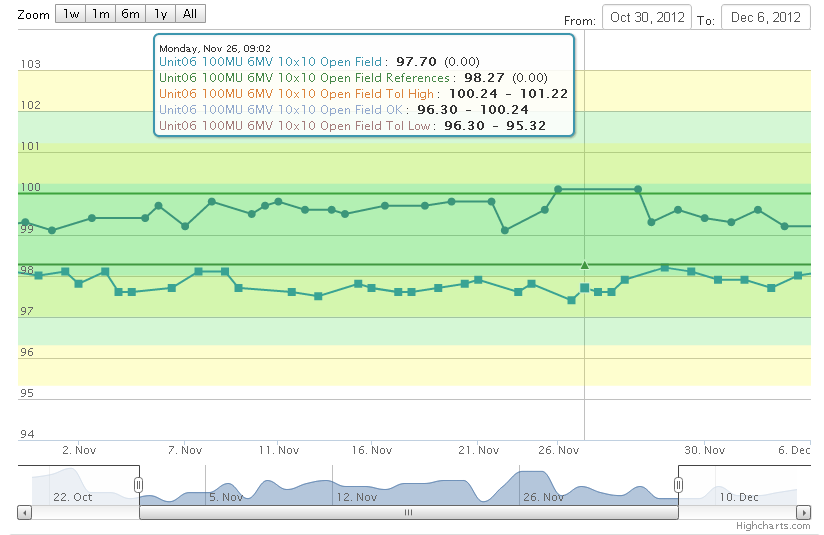 Zoom 1w 1m 6m 1y All From: Oct 30, 2012 To: Dec 6, 2012
Monday, Nov 26, 09:02
Unit06 100MU 6MV 10x10 Open Field: 97.70 (0.00)
Unit06 100MU 6MV 10x10 Open Field References: 98.27 (0.00)
Unit06 100MU 6MV 10x10 Open Field Tol High: 100.24 - 101.22
Unit06 100MU 6MV 10x10 Open Field OK: 96.30 - 100.24
Unit06 100MU 6MV 10x10 Open Field Tol Low: 96.30 - 95.32
103
102
101
100
99
98
97
96
95
94
2. Nov 7. Nov 11. Nov 16. Nov 21. Nov 26. Nov 30. Nov 6. Dec
22. Oct 5. Nov 12. Nov 26. Nov 10. Dec
Highcharts.com